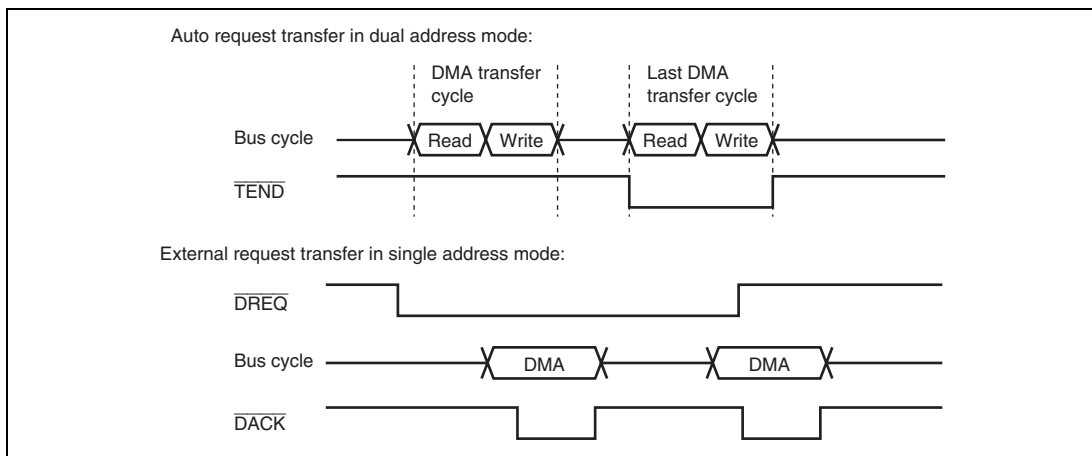 Auto request transfer in dual address mode:
DMA transfer
cycle
Last DMA
transfer cycle
Bus cycle
Read
Write
Read
Write
TEND
External request transfer in single address mode:
DREQ
Bus cycle
DMA
DMA
DACK